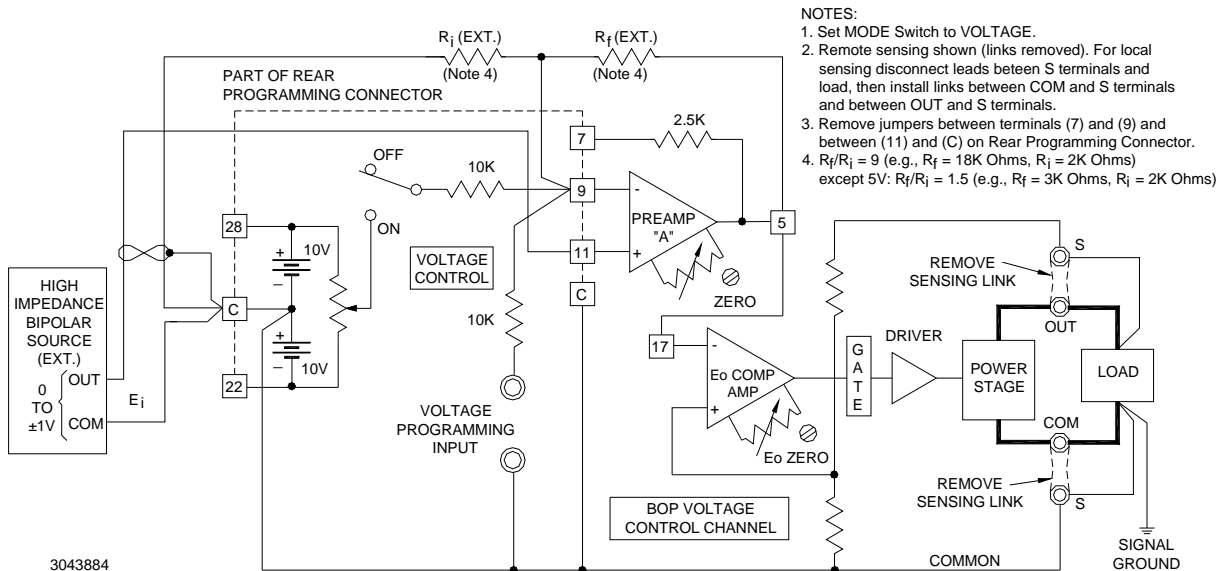 NOTES:
1. Set MODE Switch to VOLTAGE.
2. Remote sensing shown (links removed). For local
sensing disconnect leads beteen S terminals and
load, then install links between COM and S terminals
and between OUT and S terminals.
3. Remove jumpers between terminals (7) and (9) and
between (11) and (C) on Rear Programming Connector.
4. Rf/Ri = 9 (e.g., Rf = 18K Ohms, Ri = 2K Ohms)
except 5V: Rf/Ri = 1.5 (e.g., Rf = 3K Ohms, Ri = 2K Ohms)
Ri (EXT.)
(Note 4)
Rf (EXT.)
(Note 4)
PART OF REAR
PROGRAMMING CONNECTOR
7
2.5K
OFF
10K
9
-
PREAMP
"A"
5
28
ON
11
+
+
10V
–
VOLTAGE
CONTROL
ZERO
S
REMOVE
SENSING LINK
HIGH
IMPEDANCE
BIPOLAR
SOURCE
(EXT.)
OUT
0
TO
±1V
COM
Ei
C
C
10K
+
10V
–
22
17
-
Eo COMP
AMP
+
Eo ZERO
G
A
T
E
DRIVER
OUT
POWER
STAGE
LOAD
COM
VOLTAGE
PROGRAMMING
INPUT
REMOVE
SENSING LINK
S
BOP VOLTAGE
CONTROL CHANNEL
SIGNAL
GROUND
COMMON
3043884